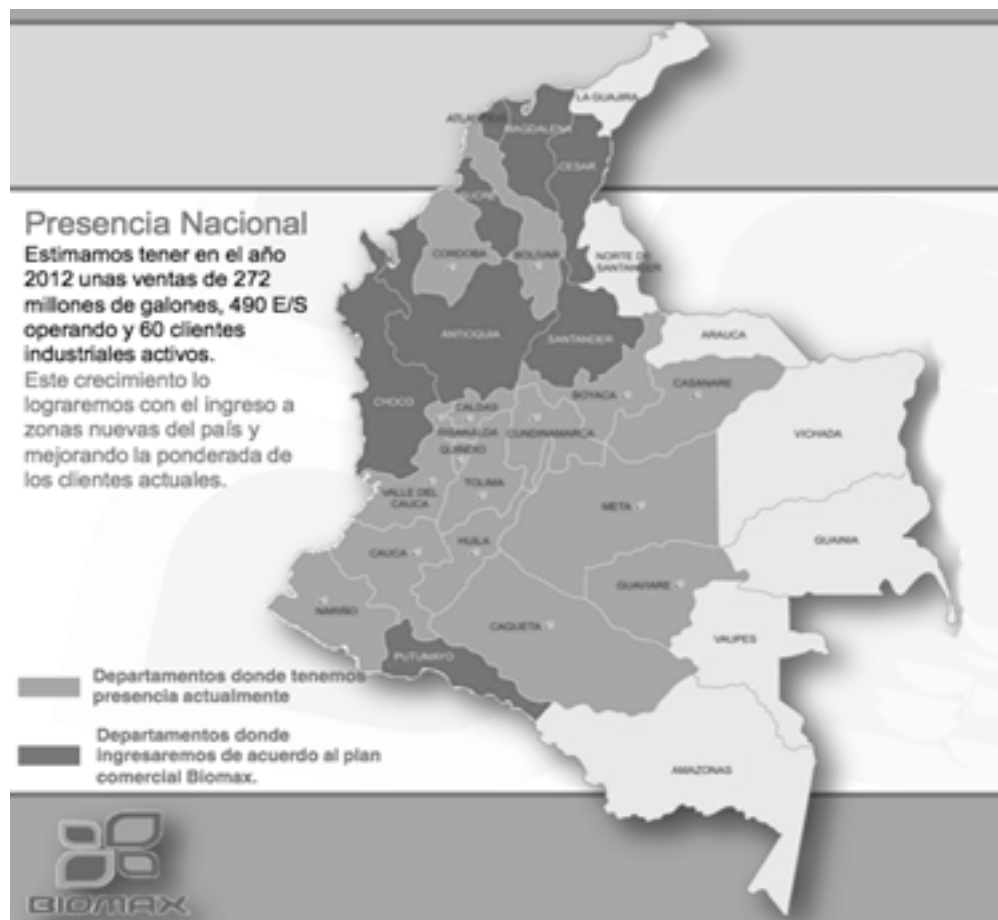 LA GUAJIRA
ATLANTICO
MAGDALENA
CESAR
SUCRE
Presencia Nacional
Estimamos tener en el año
2012 unas ventas de 272
millones de galones, 490 E/S
operando y 60 clientes
industriales activos.
Este crecimiento lo
lograremos con el ingreso a
zonas nuevas del país y
mejorando la ponderada de
los clientes actuales.
CORDOBA
BOLIVAR
NORTE DE
SANTANDER
ANTIOQUIA
SANTANDER
ARAUCA
CHOCO
BOYACA
CASANARE
CALDAS
RISARALDA
CUNDINAMARCA
QUINDIO
VICHADA
VALLE DEL
CAUCA
TOLIMA
META
CAUCA
HUILA
GUAINIA
NARIÑO
CAQUETA
GUAVIARE
PUTUMAYO
VAUPES
AMAZONAS
Departamentos donde tenemos
presencia actualmente
Departamentos donde
ingresaremos de acuerdo al plan
comercial Biomax.
BIOMAX